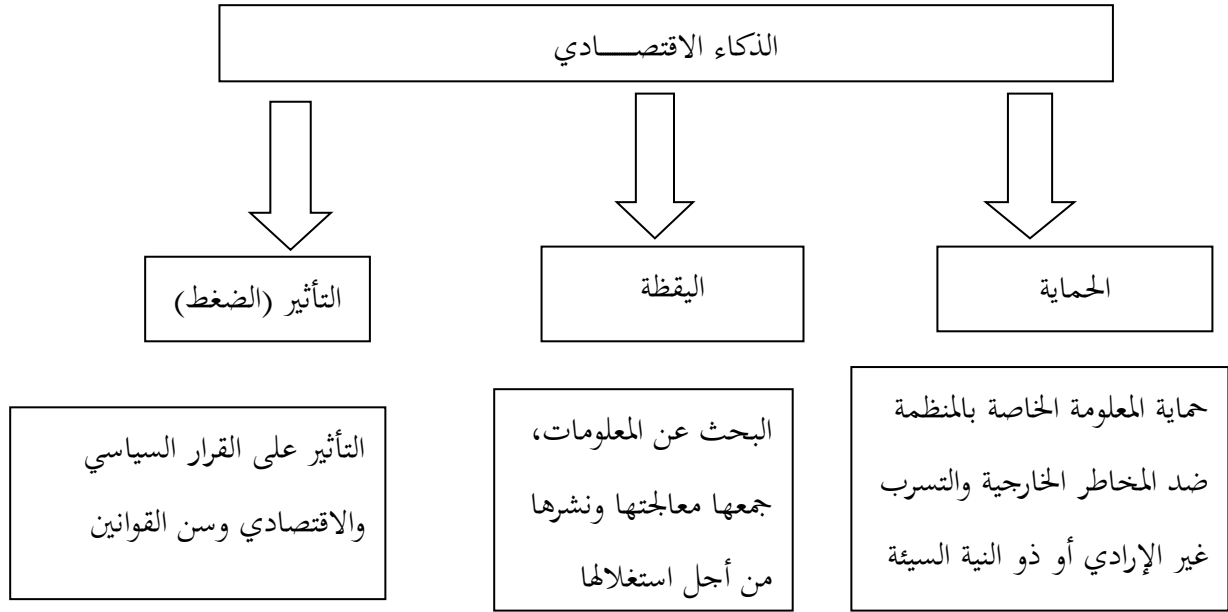 الذكاء الاقتصـــــادي
الحماية
اليقظة
التأثير (الضغط)
حماية المعلومة الخاصة بالمنظمة
ضد المخاطر الخارجية والتسرب
غير الإرادي أو ذو النية السيئة
البحث عن المعلومات،
جمعها معالجتها ونشرها
من أجل استغلالها
التأثير على القرار السياسي
والاقتصادي وسن القوانين